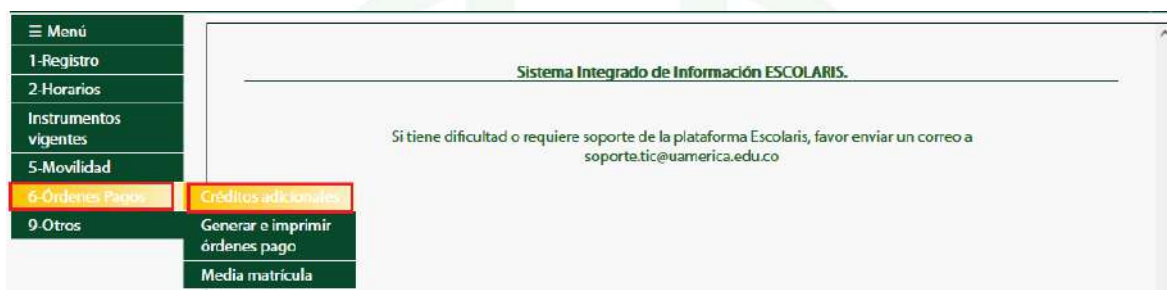 ☰ Menú
1-Registro
2-Horarios
Instrumentos
vigentes
5-Movilidad
6-Órdenes Pagos
9-Otros
Créditos adicionales
Generar e imprimir
órdenes pago
Media matrícula
Sistema Integrado de Información ESCOLARIS.
Si tiene dificultad o requiere soporte de la plataforma Escolaris, favor enviar un correo a
soporte.tic@uamerica.edu.co